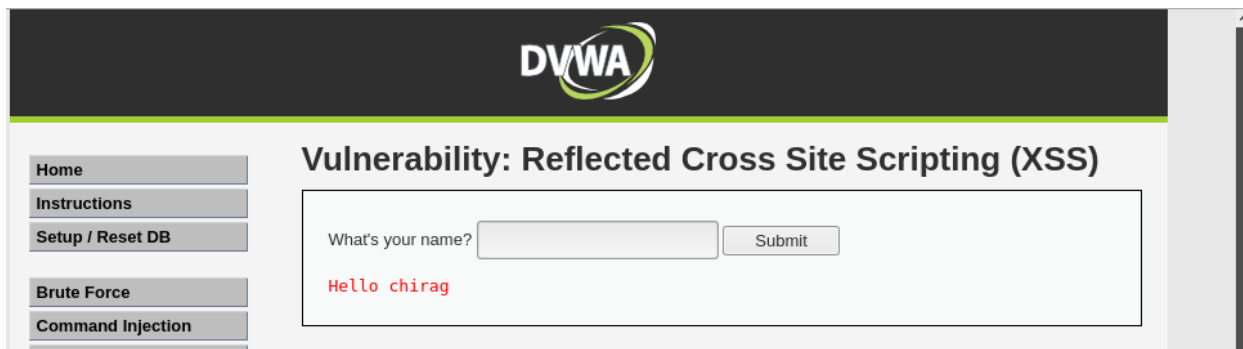 DVWA
Vulnerability: Reflected Cross Site Scripting (XSS)
Home
Instructions
Setup / Reset DB
Brute Force
Command Injection
What's your name? Submit
Hello chirag